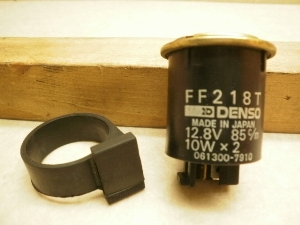 FF218T
DENSO
MADE IN JAPAN
12.8V 85c/m
10W×2
061300-7910